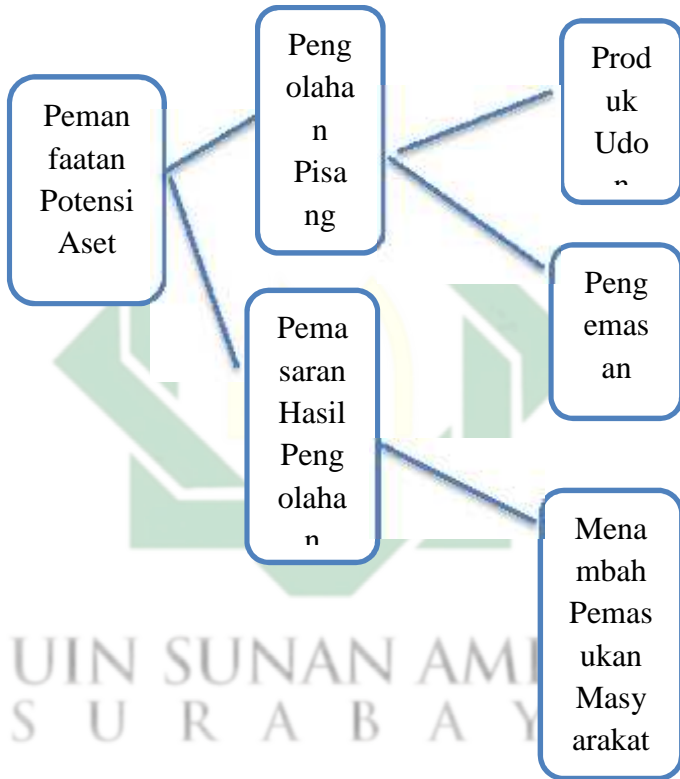 Peman
faatan
Potensi
Aset
Peng
olaha
n
Pisa
ng
Prod
uk
Udo
n
Peng
emas
an
Pema
saran
Hasil
Peng
olaha
n
Mena
mbah
Pemas
ukan
Masy
arakat
UIN SUNAN AM
S U R A B A Y